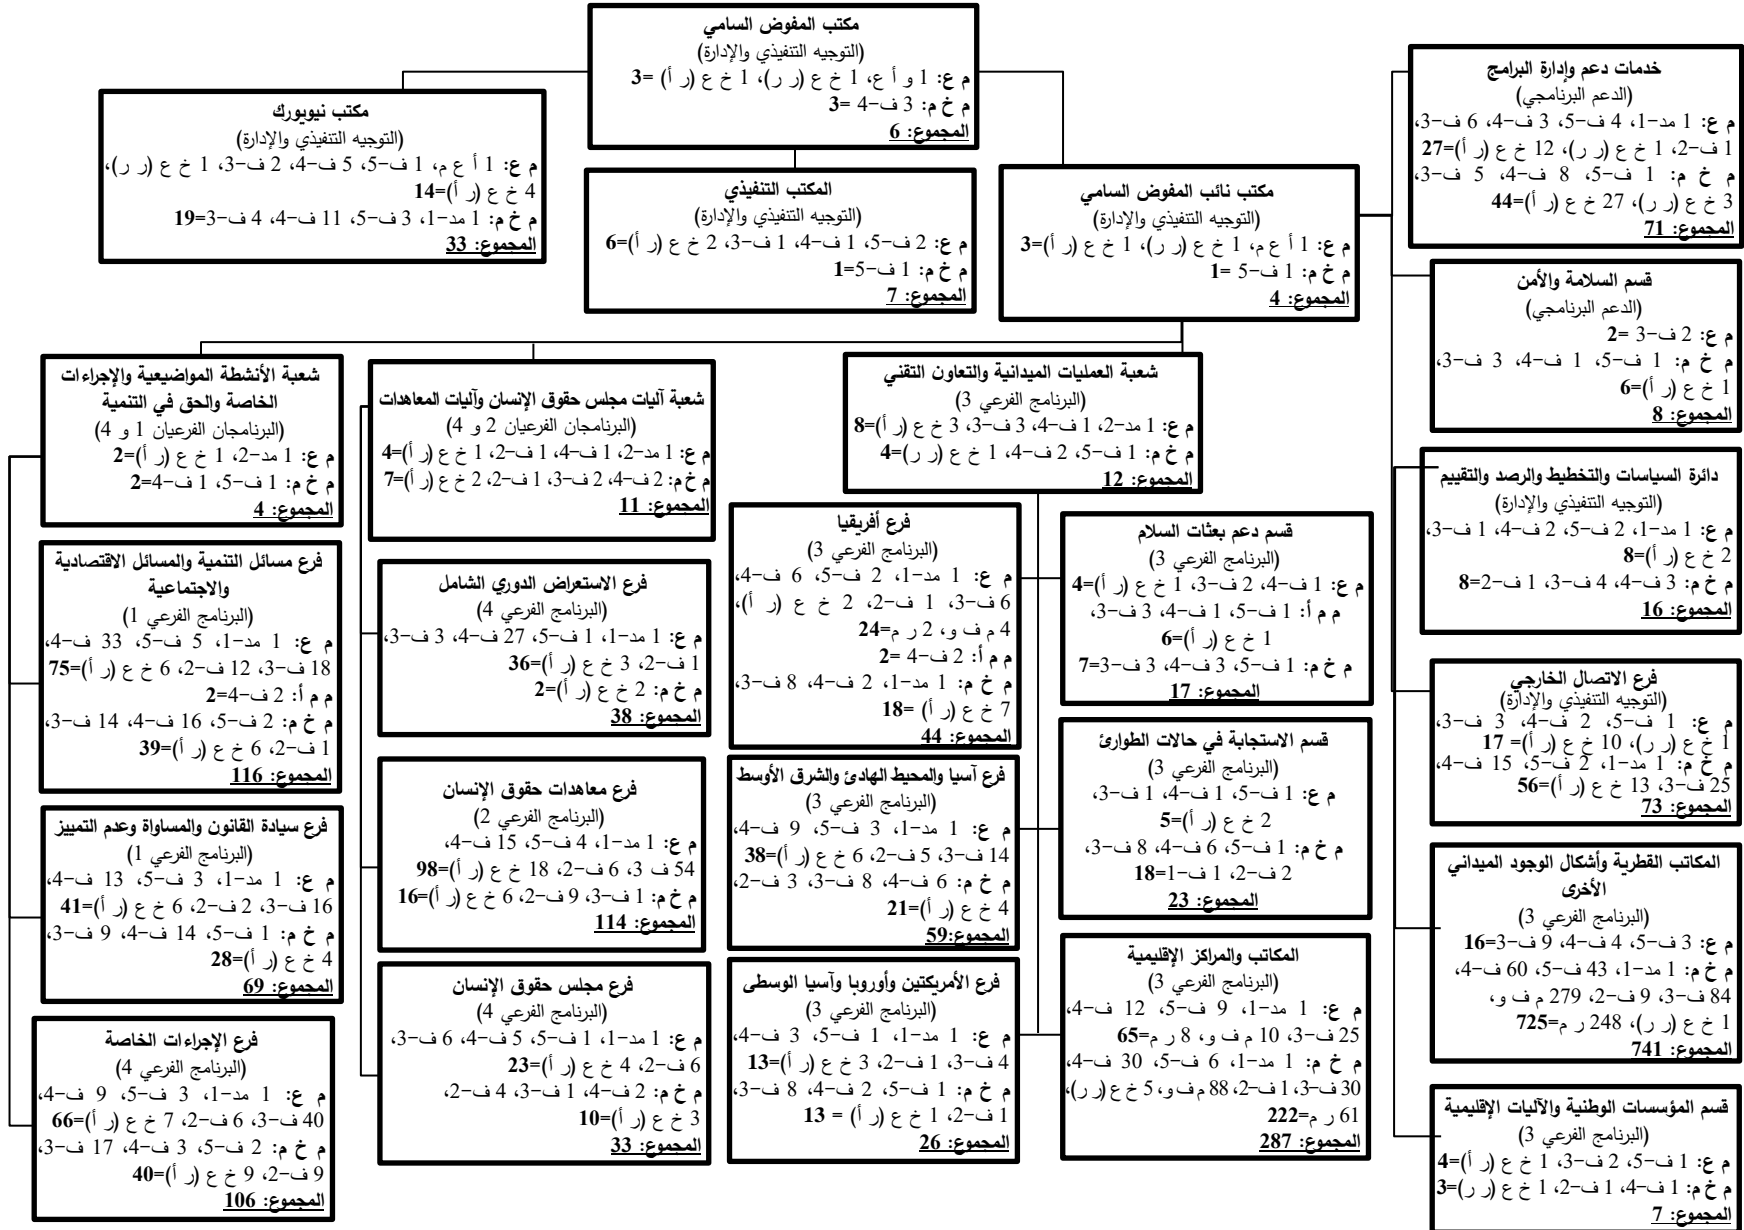 مكتب المفوض السامي
(التوجيه التنفيذي والإدارة)
م ع: 1 و أ ع، 1 خ ع (ر ر)، 1 خ ع (ر أ) =3
م خ م: 3 ف-4 =3
المجموع: 6
مكتب نيويورك
(التوجيه التنفيذي والإدارة)
م ع: 1 أ ع م، 1 ف-5، 5 ف-4، 2 ف-3، 1 خ ع (ر ر)،
4 خ ع (ر أ)=14
م خ م: 1 مد-1، 3 ف-5، 11 ف-4، 4 ف-3=19
المجموع: 33
المكتب التنفيذي
(التوجيه التنفيذي والإدارة)
م ع: 2 ف-5، 1 ف-4، 1 ف-3، 2 خ ع (ر أ)=6
م خ م: 1 ف-5=1
المجموع: 7
مكتب نائب المفوض السامي
(التوجيه التنفيذي والإدارة)
م ع: 1 أ ع م، 1 خ ع (ر ر)، 1 خ ع (ر أ)=3
م خ م: 1 ف-5 =1
المجموع: 4
خدمات دعم وإدارة البرامج
(الدعم البرنامجي)
م ع: 1 مد-1، 4 ف-5، 3 ف-4، 6 ف-3،
1 ف-2، 1 خ ع (ر ر)، 12 خ ع (ر أ)=27
م خ م: 1 ف-5، 8 ف-4، 5 ف-3،
3 خ ع (ر ر)، 27 خ ع (ر أ)=44
المجموع: 71
قسم السلامة والأمن
(الدعم البرنامجي)
م ع: 2 ف-3 =2
م خ م: 1 ف-5، 1 ف-4، 3 ف-3،
1 خ ع (ر أ)=6
المجموع: 8
دائرة السياسات والتخطيط والرصد والتقييم
(التوجيه التنفيذي والإدارة)
م ع: 1 مد-1، 2 ف-5، 2 ف-4، 1 ف-3،
2 خ ع (ر أ)=8
م خ م: 3 ف-4، 4 ف-3، 1 ف-2=8
المجموع: 16
فرع الاتصال الخارجي
(التوجيه التنفيذي والإدارة)
م ع: 1 ف-5، 2 ف-4، 3 ف-3،
1 خ ع (ر ر)، 10 خ ع (ر أ)= 17
م خ م: 1 مد-1، 2 ف-5، 15 ف-4،
25 ف-3، 13 خ ع (ر أ)=56
المجموع: 73
المكاتب القطرية وأشكال الوجود الميداني
الأخرى
(البرنامج الفرعي 3)
م ع: 3 ف-5، 4 ف-4، 9 ف-3=16
م خ م: 1 مد-1، 43 ف-5، 60 ف-4،
84 ف-3، 9 ف-2، 279 م ف و،
1 خ ع (ر ر)، 248 ر م=725
المجموع: 741
قسم المؤسسات الوطنية والآليات الإقليمية
(البرنامج الفرعي 3)
م ع: 1 ف-5، 2 ف-3، 1 خ ع (ر أ)=4
م خ م: 1 ف-4، 1 ف-2، 1 خ ع (ر ر)=3
المجموع: 7
شعبة العمليات الميدانية والتعاون التقني
(البرنامج الفرعي 3)
م ع: 1 مد-2، 1 ف-4، 3 ف-3، 3 خ ع (ر أ)=8
م خ م: 1 ف-5، 2 ف-4، 1 خ ع (ر ر)=4
المجموع: 12
قسم دعم بعثات السلام
(البرنامج الفرعي 3)
م ع: 1 ف-4، 2 ف-3، 1 خ ع (ر أ)=4
م م أ: 1 ف-5، 1 ف-4، 3 ف-3،
1 خ ع (ر أ)=6
م خ م: 1 ف-5، 3 ف-4، 3 ف-3=7
المجموع: 17
قسم الاستجابة في حالات الطوارئ
(البرنامج الفرعي 3)
م ع: 1 ف-5، 1 ف-4، 1 ف-3،
2 خ ع (ر أ)=5
م خ م: 1 ف-5، 6 ف-4، 8 ف-3،
2 ف-2، 1 ف-1=18
المجموع: 23
المكاتب والمراكز الإقليمية
(البرنامج الفرعي 3)
م ع: 1 مد-1، 9 ف-5، 12 ف-4،
25 ف-3، 10 م ف و، 8 ر م=65
م خ م: 1 مد-1، 6 ف-5، 30 ف-4،
30 ف-3، 1 ف-2، 88 م ف و، 5 خ ع (ر ر)،
61 ر م=222
المجموع: 287
فرع أفريقيا
(البرنامج الفرعي 3)
م ع: 1 مد-1، 2 ف-5، 6 ف-4،
6 ف-3، 1 ف-2، 2 خ ع (ر أ)،
4 م ف و، 2 ر م=24
م م أ: 2 ف-4 =2
م خ م: 1 مد-1، 2 ف-4، 8 ف-3،
7 خ ع (ر أ) =18
المجموع: 44
فرع آسيا والمحيط الهادئ والشرق الأوسط
(البرنامج الفرعي 3)
م ع: 1 مد-1، 3 ف-5، 9 ف-4،
14 ف-3، 5 ف-2، 6 خ ع (ر أ)=38
م خ م: 6 ف-4، 8 ف-3، 3 ف-2،
4 خ ع (ر أ)=21
المجموع:59
فرع الأمريكتين وأوروبا وآسيا الوسطى
(البرنامج الفرعي 3)
م ع: 1 مد-1، 1 ف-5، 3 ف-4،
4 ف-3، 1 ف-2، 3 خ ع (ر أ)=13
م خ م: 1 ف-5، 2 ف-4، 8 ف-3،
1 ف-2، 1 خ ع (ر أ) = 13
المجموع: 26
شعبة آليات مجلس حقوق الإنسان وآليات المعاهدات
(البرنامجان الفرعيان 2 و 4)
م ع: 1 مد-2، 1 ف-4، 1 ف-2، 1 خ ع (ر أ)=4
م خ م: 2 ف-4، 2 ف-3، 1 ف-2، 2 خ ع (ر أ)=7
المجموع: 11
فرع الاستعراض الدوري الشامل
(البرنامج الفرعي 4)
م ع: 1 مد-1، 1 ف-5، 27 ف-4، 3 ف-3،
1 ف-2، 3 خ ع (ر أ)=36
م خ م: 2 خ ع (ر أ)=2
المجموع: 38
فرع معاهدات حقوق الإنسان
(البرنامج الفرعي 2)
م ع: 1 مد-1، 4 ف-5، 15 ف-4،
54 ف 3، 6 ف-2، 18 خ ع (ر أ)=98
م خ م: 1 ف-3، 9 ف-2، 6 خ ع (ر أ)=16
المجموع: 114
فرع مجلس حقوق الإنسان
(البرنامج الفرعي 4)
م ع: 1 مد-1، 1 ف-5، 5 ف-4، 6 ف-3،
6 ف-2، 4 خ ع (ر أ)=23
م خ م: 2 ف-4، 1 ف-3، 4 ف-2،
3 خ ع (ر أ)=10
المجموع: 33
شعبة الأنشطة المواضيعية والإجراءات
الخاصة والحق في التنمية
(البرنامجان الفرعيان 1 و 4)
م ع: 1 مد-2، 1 خ ع (ر أ)=2
م خ م: 1 ف-5، 1 ف-4=2
المجموع: 4
فرع مسائل التنمية والمسائل الاقتصادية
والاجتماعية
(البرنامج الفرعي 1)
م ع: 1 مد-1، 5 ف-5، 33 ف-4،
18 ف-3، 12 ف-2، 6 خ ع (ر أ)=75
م م أ: 2 ف-4=2
م خ م: 2 ف-5، 16 ف-4، 14 ف-3،
1 ف-2، 6 خ ع (ر أ)=39
المجموع: 116
فرع سيادة القانون والمساواة وعدم التمييز
(البرنامج الفرعي 1)
م ع: 1 مد-1، 3 ف-5، 13 ف-4،
16 ف-3، 2 ف-2، 6 خ ع (ر أ)=41
م خ م: 1 ف-5، 14 ف-4، 9 ف-3،
4 خ ع (ر أ)=28
المجموع: 69
فرع الإجراءات الخاصة
(البرنامج الفرعي 4)
م ع: 1 مد-1، 3 ف-5، 9 ف-4،
40 ف-3، 6 ف-2، 7 خ ع (ر أ)=66
م خ م: 2 ف-5، 3 ف-4، 17 ف-3،
9 ف-2، 9 خ ع (ر أ)=40
المجموع: 106